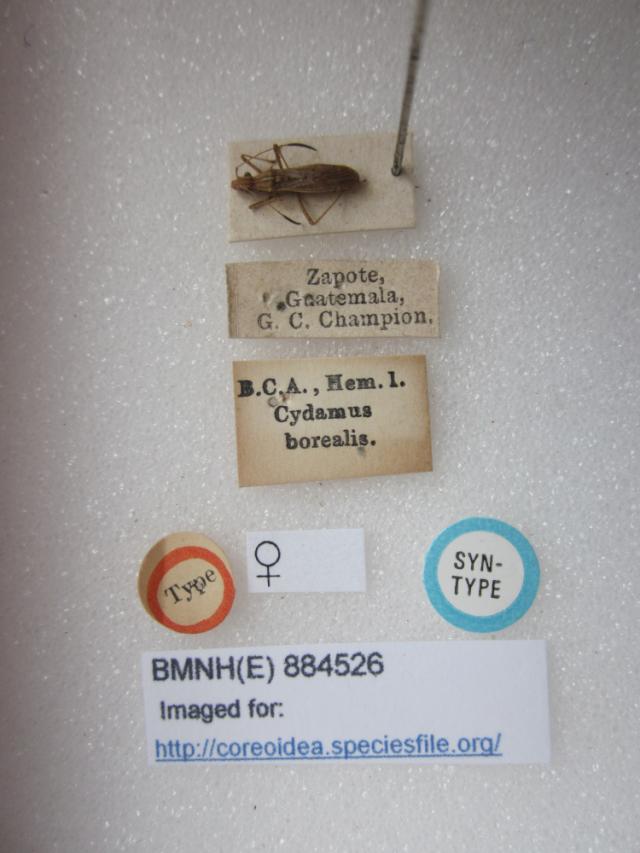 Zapote,
Guatemala,
G. C. Champion.
B.C.A., Hem. 1.
Cydamus
borealis.
Type
♀
SYN-
TYPE
BMNH(E) 884526
Imaged for:
http://coreoidea.speciesfile.org/